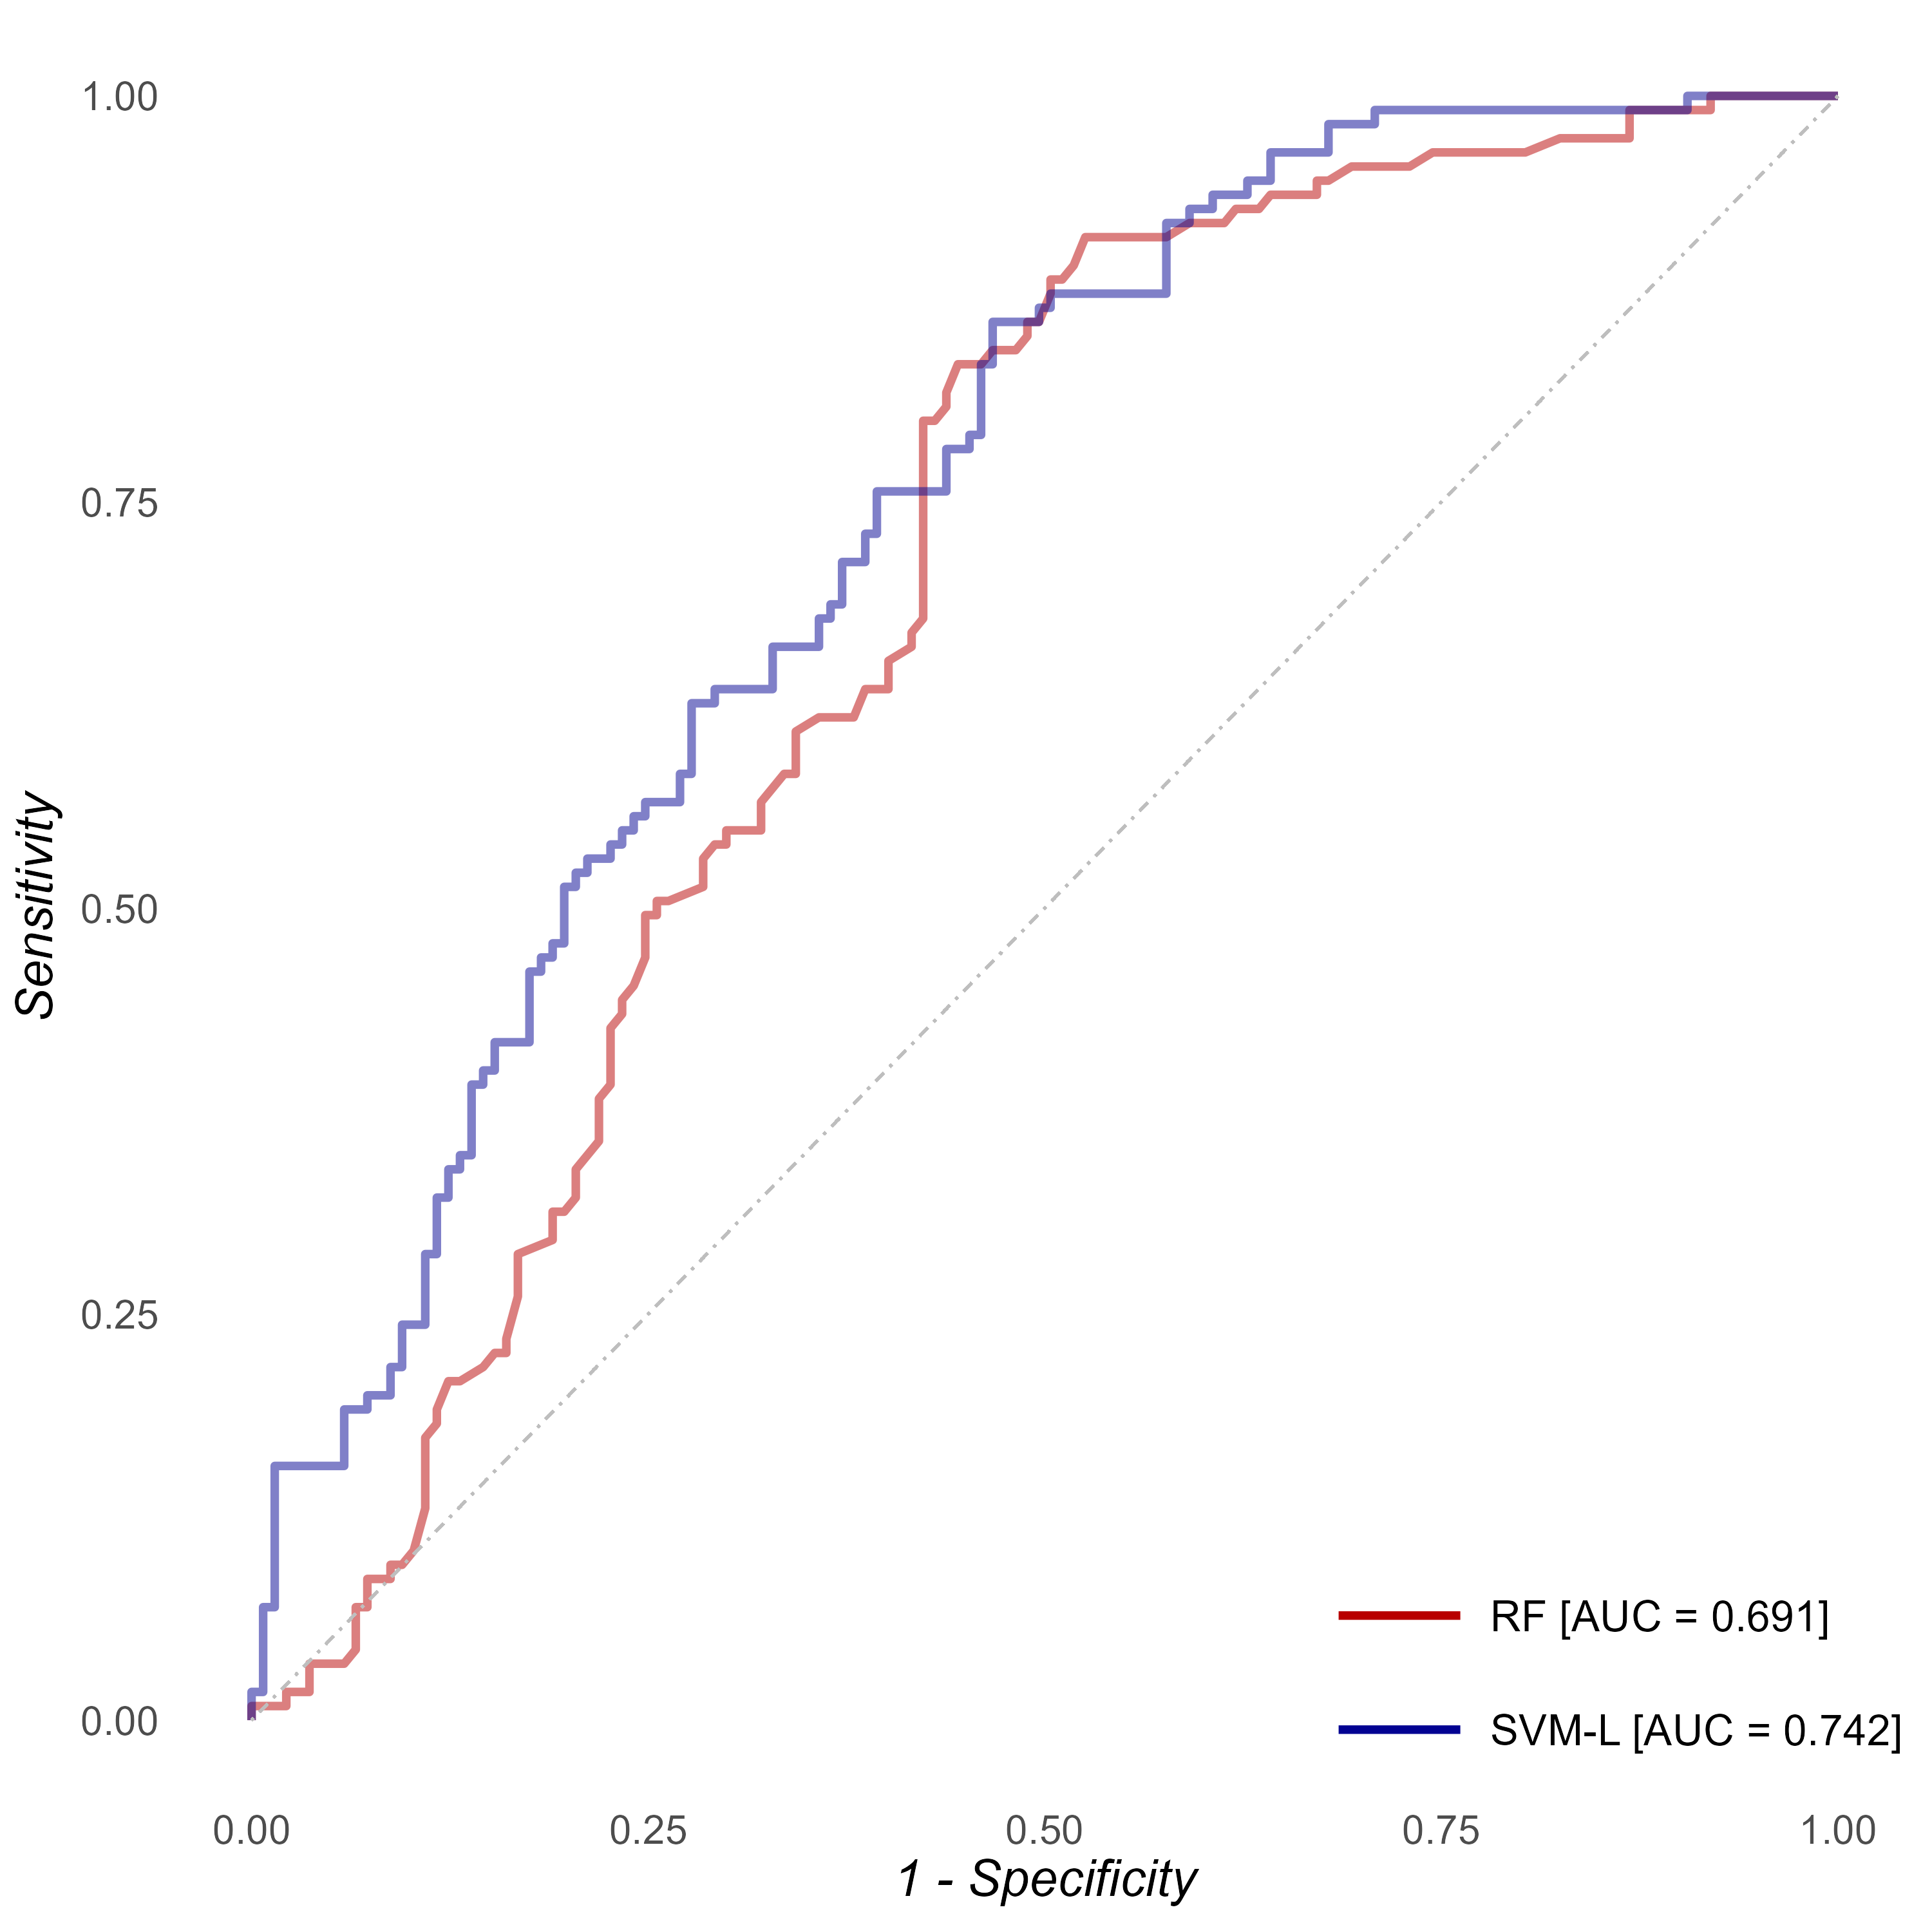 1.00
0.75
0.50
0.25
0.00
Sensitivity
RF [AUC = 0.691]
SVM-L [AUC = 0.742]
0.00 0.25 0.50 0.75 1.00
1 - Specificity